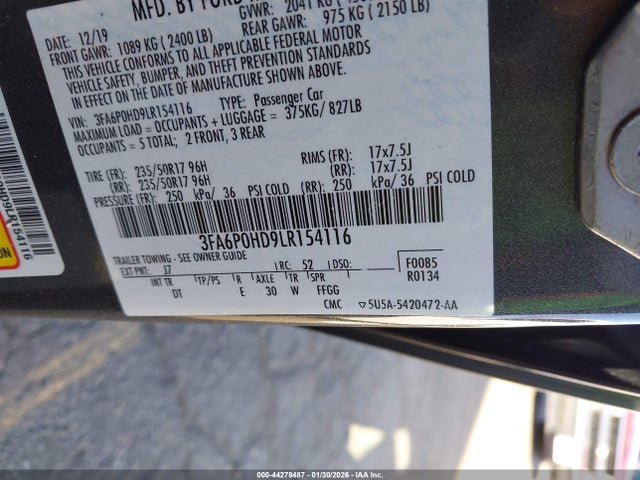 MFD. BY FORD
12/19
GVWR: 2041 KG
FRONT GAWR: 1089 KG (2400 LB)
REAR GAWR: 975 KG (2150 LB)
THIS VEHICLE CONFORMS TO ALL APPLICABLE FEDERAL MOTOR
VEHICLE SAFETY, BUMPER, AND THEFT PREVENTION STANDARDS
IN EFFECT ON THE DATE OF MANUFACTURE SHOWN ABOVE.
VIN: 3FA6P0HD9LR154116 TYPE: Passenger Car
MAXIMUM LOAD = OCCUPANTS + LUGGAGE = 375KG/ 827LB
OCCUPANTS = 5 TOTAL; 2 FRONT, 3 REAR
TIRE (FR): 235/50R17 96H RIMS (FR): 17x7.5J
(RR): 235/50R17 96H (RR): 17x7.5J
PRESSURE (FR): 250 kPa/ 36 PSI COLD (RR): 250 kPa/36 PSI COLD
3FA6P0HD9LR154116
TRAILER TOWING - SEE OWNER GUIDE
EXT PNT: J7 RC: 52 DSO: F0085
INT TR TP/PS R AXLE TR SPR R0134
DT E 30 W FFGG
CMC ▽5U5A-5420472-AA
LR154116
000-44278487 - 01/30/2026 - IAA Inc.